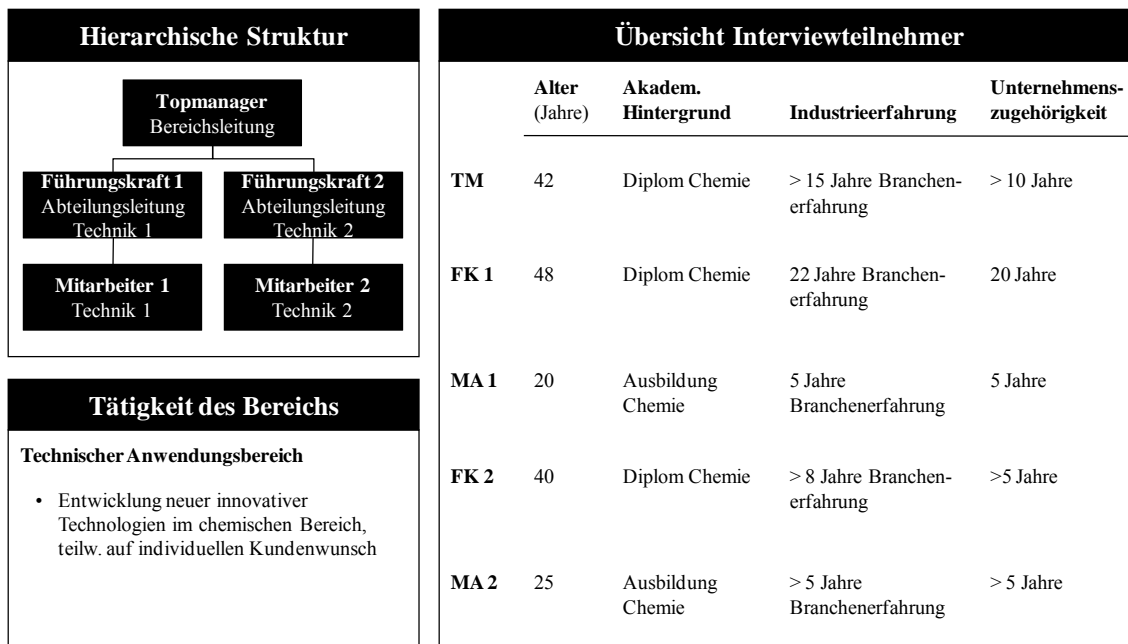 Hierarchische Struktur
Topmanager
Bereichsleitung
Führungskraft 1
Abteilungsleitung
Technik 1
Führungskraft 2
Abteilungsleitung
Technik 2
Mitarbeiter 1
Technik 1
Mitarbeiter 2
Technik 2
Tätigkeit des Bereichs
Technischer Anwendungsbereich
• Entwicklung neuer innovativer
Technologien im chemischen Bereich,
teilw. auf individuellen Kundenwunsch
Übersicht Interviewteilnehmer
Alter
(Jahre)
Akadem.
Hintergrund
Industrieerfahrung
Unternehmens-
zugehörigkeit
TM 42 Diplom Chemie > 15 Jahre Branchen- > 10 Jahre
erfahrung
FK 1 48 Diplom Chemie 22 Jahre Branchen- 20 Jahre
erfahrung
MA 1 20 Ausbildung 5 Jahre 5 Jahre
Chemie Branchenerfahrung
FK 2 40 Diplom Chemie > 8 Jahre Branchen- >5 Jahre
erfahrung
MA 2 25 Ausbildung > 5 Jahre > 5 Jahre
Chemie Branchenerfahrung